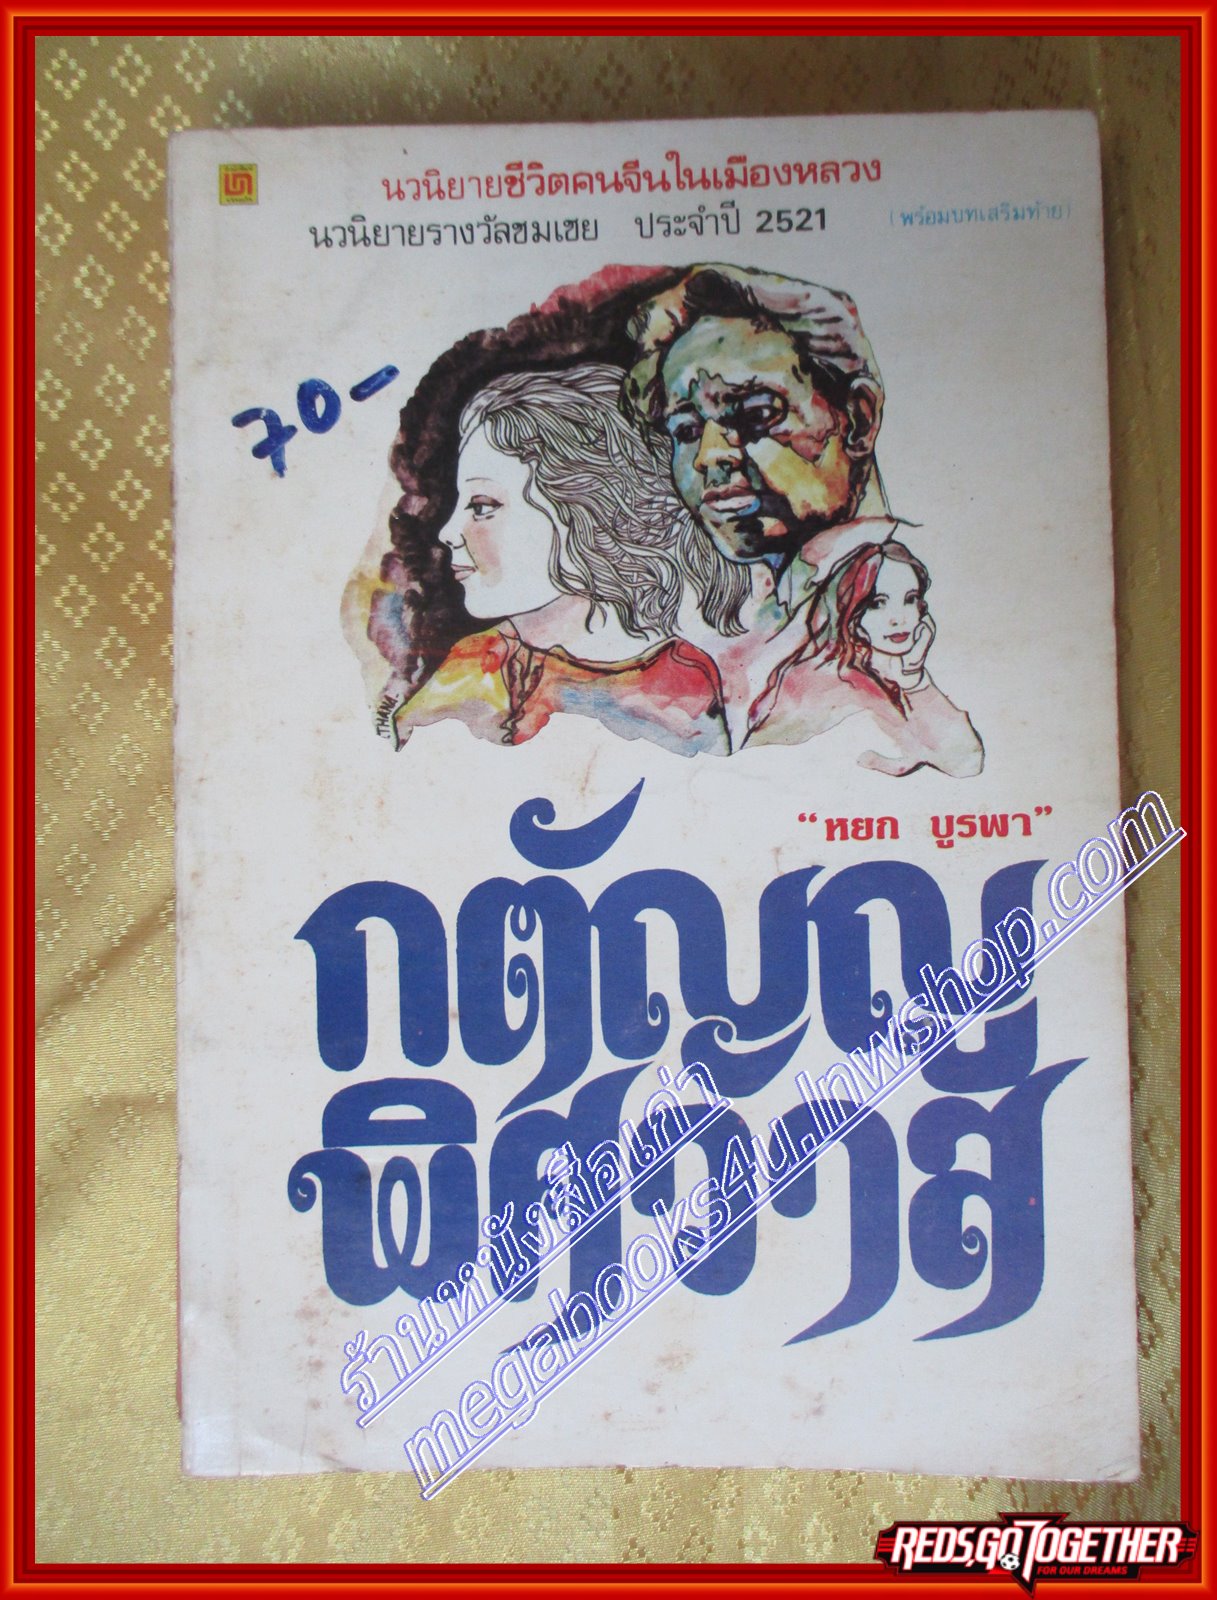 นวนิยายชีวิตคนจีนในเมืองหลวง
นวนิยายรางวัลชมเชย ประจำปี 2521
(พร้อมบทเสริมท้าย)
70-
THANA.
"หยก บูรพา"
กตัญญู
พิศวาส
ร้านหนังสือเก่า
megabooks4u.lnwshop.com
REDS,GO TOGETHER
FOR OUR DREAMS